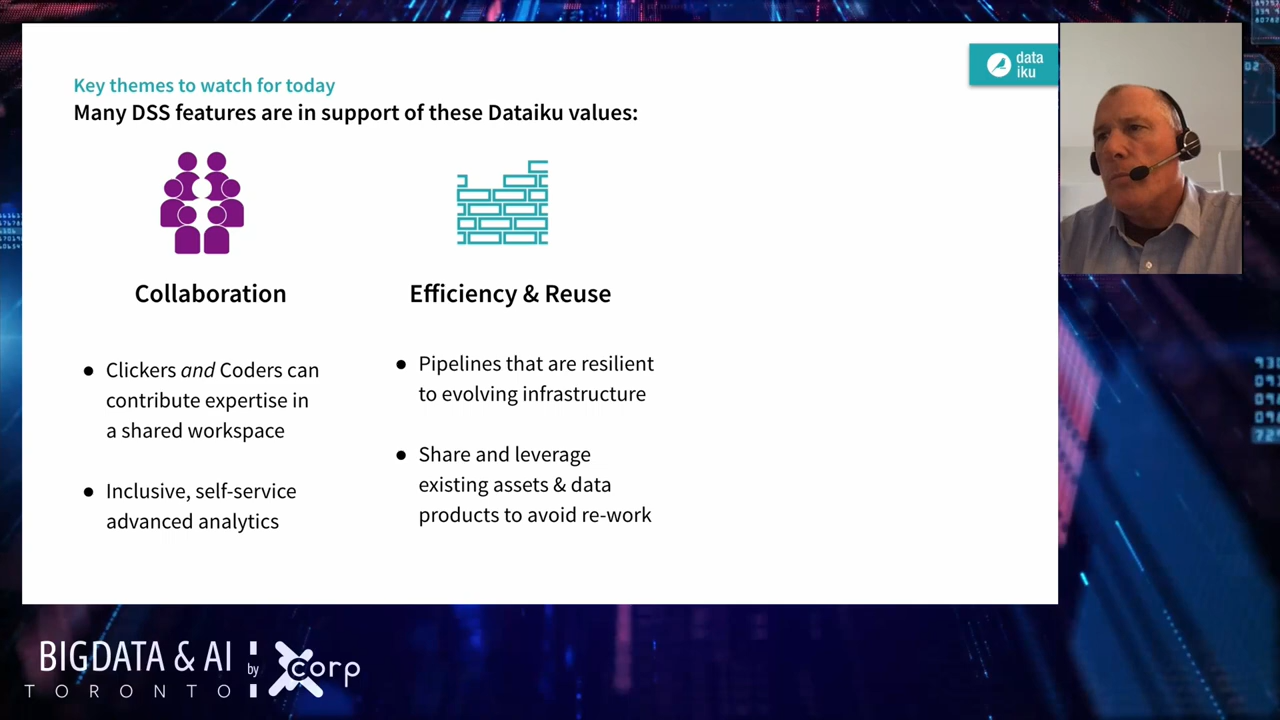 Key themes to watch for today
Many DSS features are in support of these Dataiku values:
data
iku
Collaboration
● Clickers and Coders can
contribute expertise in
a shared workspace
● Inclusive, self-service
advanced analytics
Efficiency & Reuse
● Pipelines that are resilient
to evolving infrastructure
● Share and leverage
existing assets & data
products to avoid re-work
BIGDATA & AI by corp
TORONTO